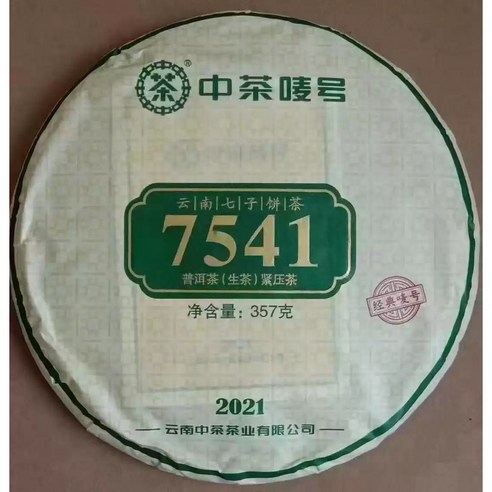 茶® 中茶唛号
云|南|七|子|饼|茶
7541
普洱茶(生茶)紧压茶
净含量：357克
经典唛号
2021
云南中茶茶业有限公司